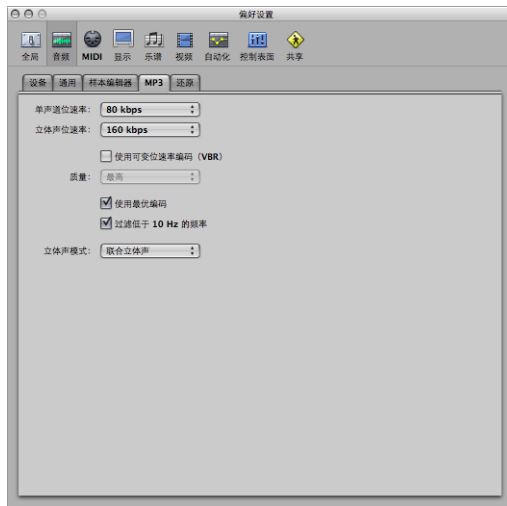 偏好设置
全局 音频 MIDI 显示 乐谱 视频 自动化 控制表面 共享
设备 通用 样本编辑器 MP3 还原
单声道位速率: 80 kbps
立体声位速率: 160 kbps
使用可变位速率编码（VBR）
质量: 最高
使用最优编码
过滤低于 10 Hz 的频率
立体声模式: 联合立体声